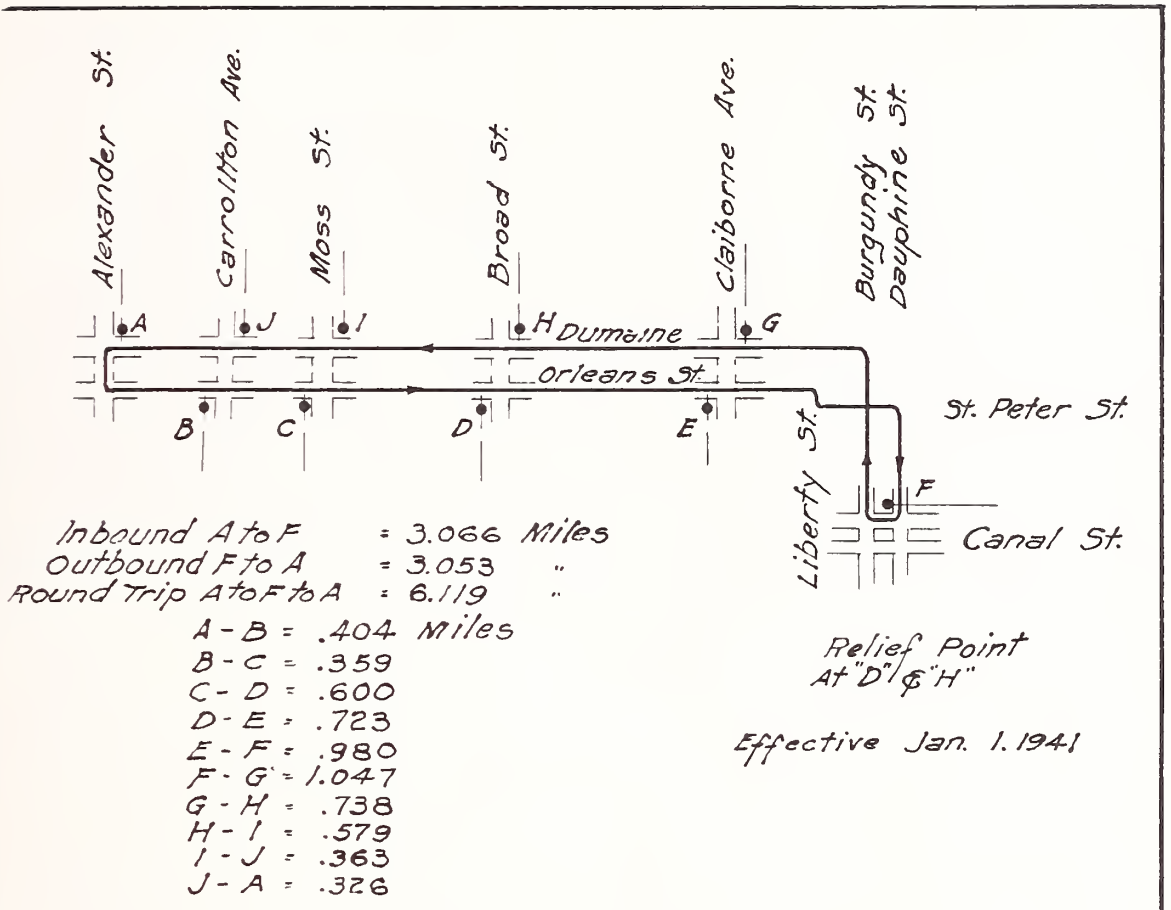 Alexander St.
Carrollton Ave.
Moss St.
Broad St.
Claiborne Ave.
Burgundy St.
Dauphine St.
A
J
I
H
Dumaine
G
Orleans St.
B
C
D
E
Liberty St.
St. Peter St.
F
Canal St.
Inbound A to F = 3.066 Miles
Outbound F to A = 3.053 "
Round Trip A to F to A = 6.119 "
A - B = .404 Miles
B - C = .359
C - D = .600
D - E = .723
E - F = .980
F - G = 1.047
G - H = .738
H - I = .579
I - J = .363
J - A = .326
Relief Point
At "D" & "H"
Effective Jan. 1. 1941